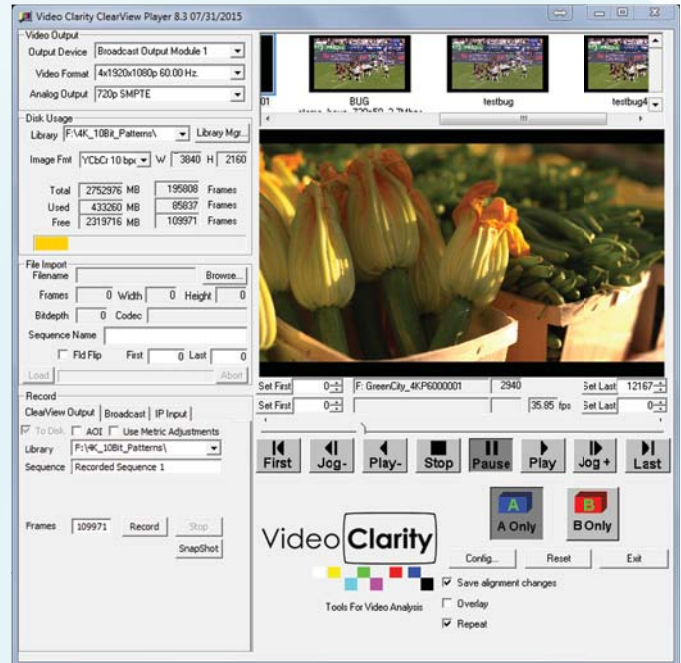 Video Clarity ClearView Player 8.3 07/31/2015
Video Output
Output Device Broadcast Output Module 1
Video Format 4x1920x1080p 60.00 Hz.
Analog Output 720p SMPTE
Disk Usage
Library F:\4K_10Bit_Patterns\ Library Mgr...
Image Fmt YCbCr 10 bpc W 3840 H 2160
Total 2752976 MB 195808 Frames
Used 433260 MB 85837 Frames
Free 2319716 MB 109971 Frames
File Import
Filename Browse...
Frames 0 Width 0 Height 0
Bitdepth 0 Codec
Sequence Name
Fld Flip First 0 Last 0
Load Abort
Record
ClearView Output Broadcast IP Input
To Disk AOI Use Metric Adjustments
Library F:\4K_10Bit_Patterns\
Sequence Recorded Sequence 1
Frames 109971 Record Stop
SnapShot
01 BUG testbug testbug4
Set First 0 F: GreenCity_4KP6000001 2940 Set Last 12167
Set First 0 35.85 fps Set Last 0
First Jog- Play- Stop Pause Play Jog + Last
A B
A Only B Only
Video Clarity
Tools For Video Analysis
Config... Reset Exit
Save alignment changes
Overlay
Repeat